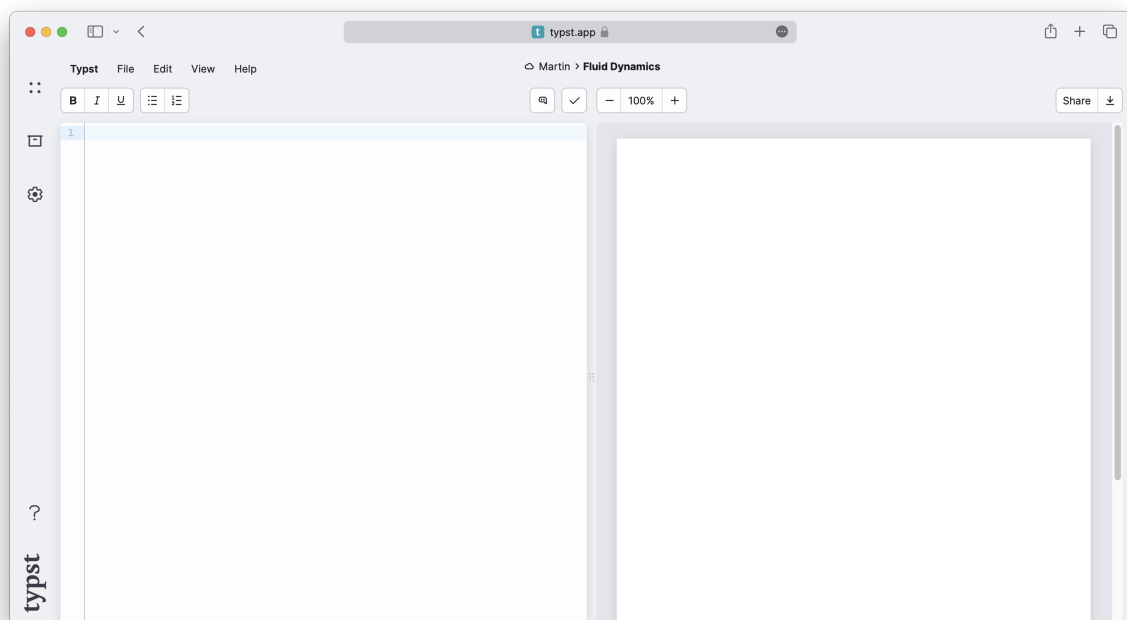 t typst.app
Typst File Edit View Help
Martin > Fluid Dynamics
B I U
100%
Share
1
?
typst